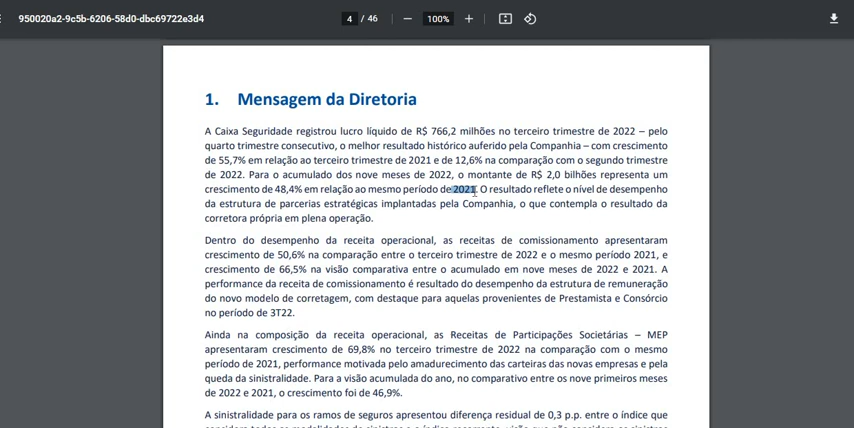 950020a2-9c5b-6206-58d0-dbc69722e3d4
4 / 46
100%
1. Mensagem da Diretoria
A Caixa Seguridade registrou lucro líquido de R$ 766,2 milhões no terceiro trimestre de 2022 – pelo
quarto trimestre consecutivo, o melhor resultado histórico auferido pela Companhia – com crescimento
de 55,7% em relação ao terceiro trimestre de 2021 e de 12,6% na comparação com o segundo trimestre
de 2022. Para o acumulado dos nove meses de 2022, o montante de R$ 2,0 bilhões representa um
crescimento de 48,4% em relação ao mesmo período de 2021. O resultado reflete o nível de desempenho
da estrutura de parcerias estratégicas implantadas pela Companhia, o que contempla o resultado da
corretora própria em plena operação.
Dentro do desempenho da receita operacional, as receitas de comissionamento apresentaram
crescimento de 50,6% na comparação entre o terceiro trimestre de 2022 e o mesmo período 2021, e
crescimento de 66,5% na visão comparativa entre o acumulado em nove meses de 2022 e 2021. A
performance da receita de comissionamento é resultado do desempenho da estrutura de remuneração
do novo modelo de corretagem, com destaque para aquelas provenientes de Prestamista e Consórcio
no período de 3T22.
Ainda na composição da receita operacional, as Receitas de Participações Societárias – MEP
apresentaram crescimento de 69,8% no terceiro trimestre de 2022 na comparação com o mesmo
período de 2021, performance motivada pelo amadurecimento das carteiras das novas empresas e pela
queda da sinistralidade. Para a visão acumulada do ano, no comparativo entre os nove primeiros meses
de 2022 e 2021, o crescimento foi de 46,9%.
A sinistralidade para os ramos de seguros apresentou diferença residual de 0,3 p.p. entre o índice que